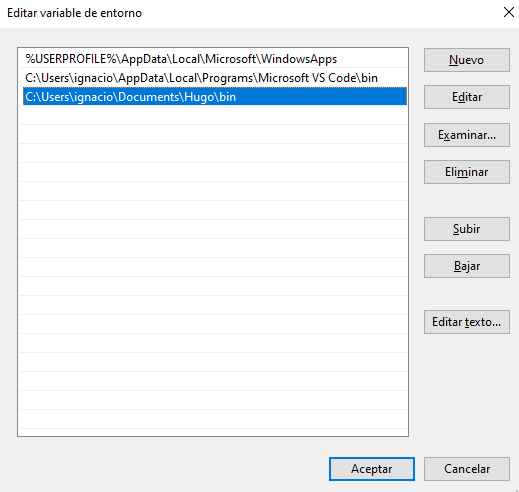 Editar variable de entorno
%USERPROFILE%\AppData\Local\Microsoft\WindowsApps
C:\Users\ignacio\AppData\Local\Programs\Microsoft VS Code\bin
C:\Users\ignacio\Documents\Hugo\bin
Nuevo
Editar
Examinar...
Eliminar
Subir
Bajar
Editar texto...
Aceptar
Cancelar